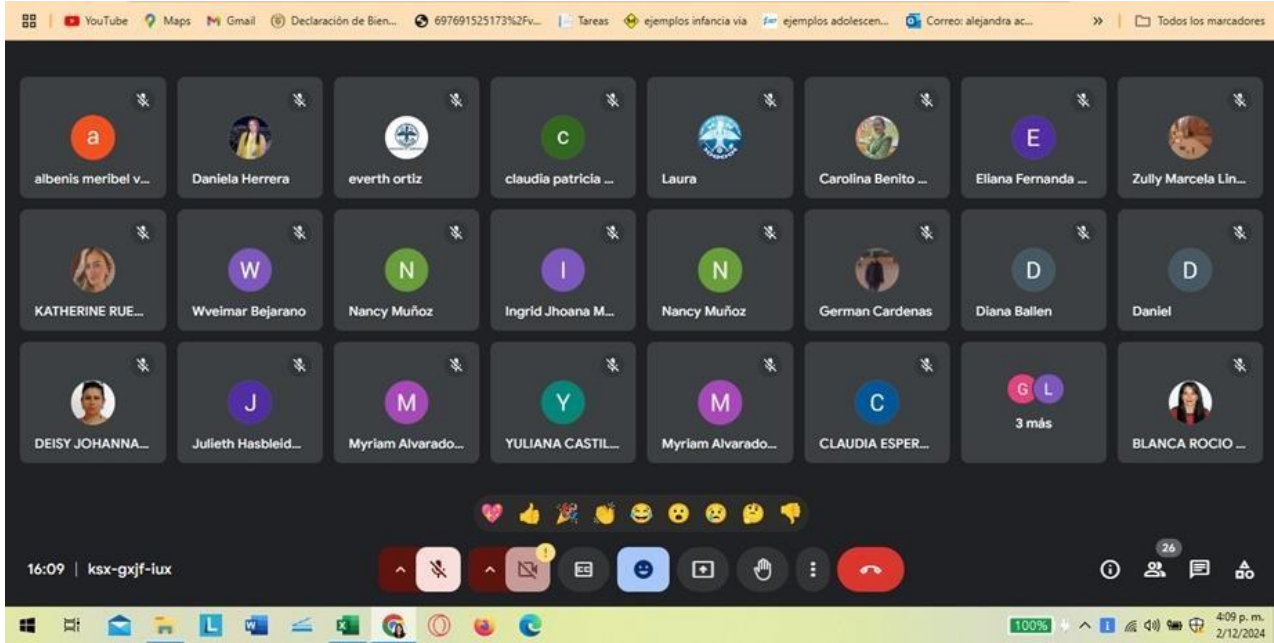 YouTube Maps Gmail Declaración de Bien... 697691525173%2Fv... Tareas ejemplos infancia via ejemplos adolescen... Correo: alejandra ac... » Todos los marcadores
a c E
albenis meribel v... Daniela Herrera everth ortiz claudia patricia ... Laura Carolina Benito ... Eliana Fernanda ... Zully Marcela Lin...
W N I N D D
KATHERINE RUE... Wveimar Bejarano Nancy Muñoz Ingrid Jhoana M... Nancy Muñoz German Cardenas Diana Ballen Daniel
J M Y M C G L
3 más
DEISY JOHANNA... Julieth Hasbleid... Myriam Alvarado... YULIANA CASTIL... Myriam Alvarado... CLAUDIA ESPER... BLANCA ROCIO ...
16:09 | ksx-gxjf-iux CC 26
L W 100% 4:09 p. m.
2/12/2024